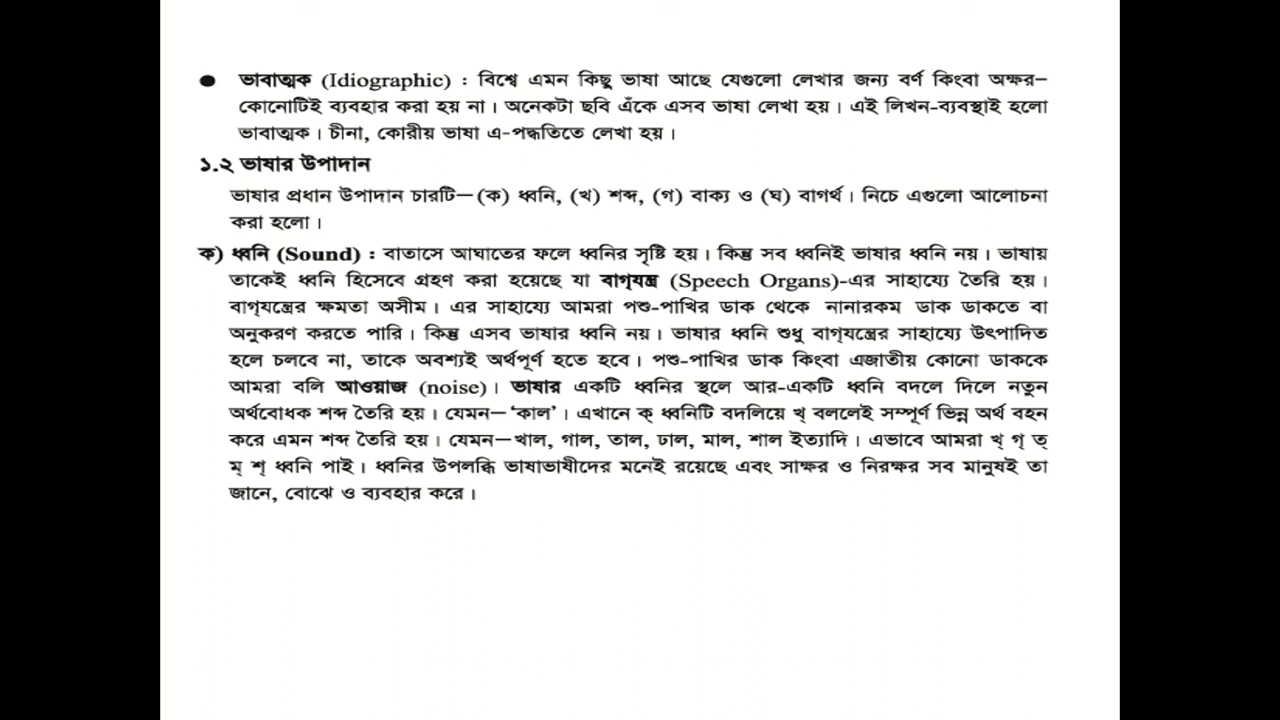 ● ভাবাত্মক (Idiographic) : বিশ্বে এমন কিছু ভাষা আছে যেগুলো লেখার জন্য বর্ণ কিংবা অক্ষর–
কোনোটিই ব্যবহার করা হয় না। অনেকটা ছবি এঁকে এসব ভাষা লেখা হয়। এই লিখন-ব্যবস্থাই হলো
ভাবাত্মক। চীনা, কোরীয় ভাষা এ-পদ্ধতিতে লেখা হয়।
১.২ ভাষার উপাদান
ভাষার প্রধান উপাদান চারটি–(ক) ধ্বনি, (খ) শব্দ, (গ) বাক্য ও (ঘ) বাগর্থ। নিচে এগুলো আলোচনা
করা হলো।
ক) ধ্বনি (Sound) : বাতাসে আঘাতের ফলে ধ্বনির সৃষ্টি হয়। কিন্তু সব ধ্বনিই ভাষার ধ্বনি নয়। ভাষায়
তাকেই ধ্বনি হিসেবে গ্রহণ করা হয়েছে যা বাগ্‌যন্ত্র (Speech Organs)-এর সাহায্যে তৈরি হয়।
বাগ্‌যন্ত্রের ক্ষমতা অসীম। এর সাহায্যে আমরা পশু-পাখির ডাক থেকে নানারকম ডাক ডাকতে বা
অনুকরণ করতে পারি। কিন্তু এসব ভাষার ধ্বনি নয়। ভাষার ধ্বনি শুধু বাগ্‌যন্ত্রের সাহায্যে উৎপাদিত
হলে চলবে না, তাকে অবশ্যই অর্থপূর্ণ হতে হবে। পশু-পাখির ডাক কিংবা এজাতীয় কোনো ডাককে
আমরা বলি আওয়াজ (noise)। ভাষার একটি ধ্বনির স্থলে আর-একটি ধ্বনি বদলে দিলে নতুন
অর্থবোধক শব্দ তৈরি হয়। যেমন–‘কাল’। এখানে ক্ ধ্বনিটি বদলিয়ে খ্ বললেই সম্পূর্ণ ভিন্ন অর্থ বহন
করে এমন শব্দ তৈরি হয়। যেমন–খাল, গাল, তাল, ঢাল, মাল, শাল ইত্যাদি। এভাবে আমরা খ্ গ্ ত্
ম্ শ্ ধ্বনি পাই। ধ্বনির উপলব্ধি ভাষাভাষীদের মনেই রয়েছে এবং সাক্ষর ও নিরক্ষর সব মানুষই তা
জানে, বোঝে ও ব্যবহার করে।